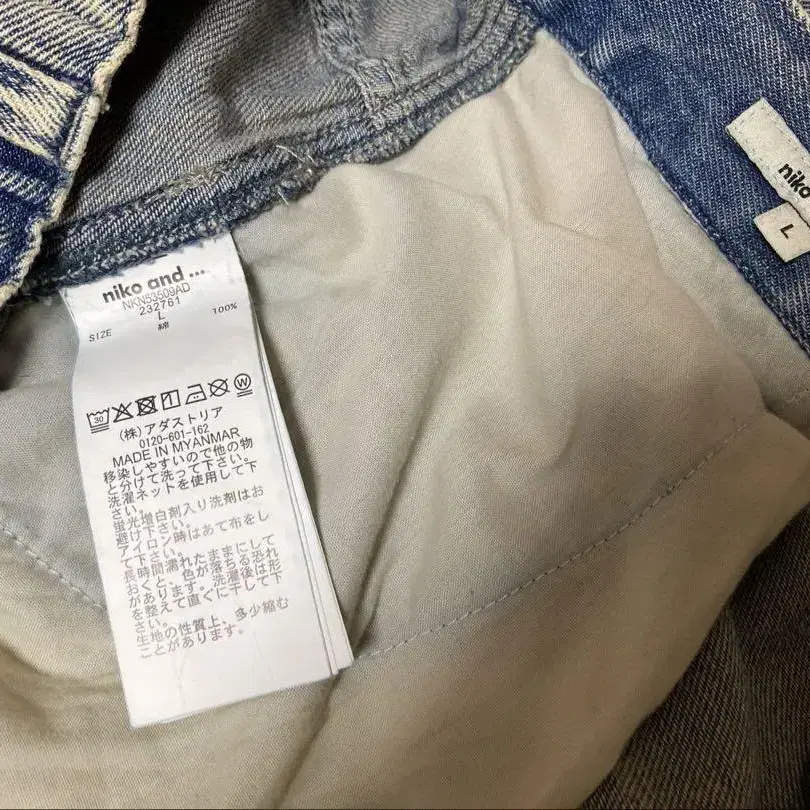 niko and ...
NKN53509AD
232761
SIZE L
綿 100%
30
W
(株)アダストリア
0120-601-162
MADE IN MYANMAR
移染しやすいので他の物
と分けて洗って下さい。
洗濯ネットを使用して下
さい。
蛍光増白剤入り洗剤はお
避け下さい。
アイロン時はあて布をし
て下さい。
長時間濡れたままにして
おくと、色が落ちる恐れ
があります。洗濯後は形
を整えて直ぐに干して下
さい。
生地の性質上、多少縮む
ことがあります。
niko
L